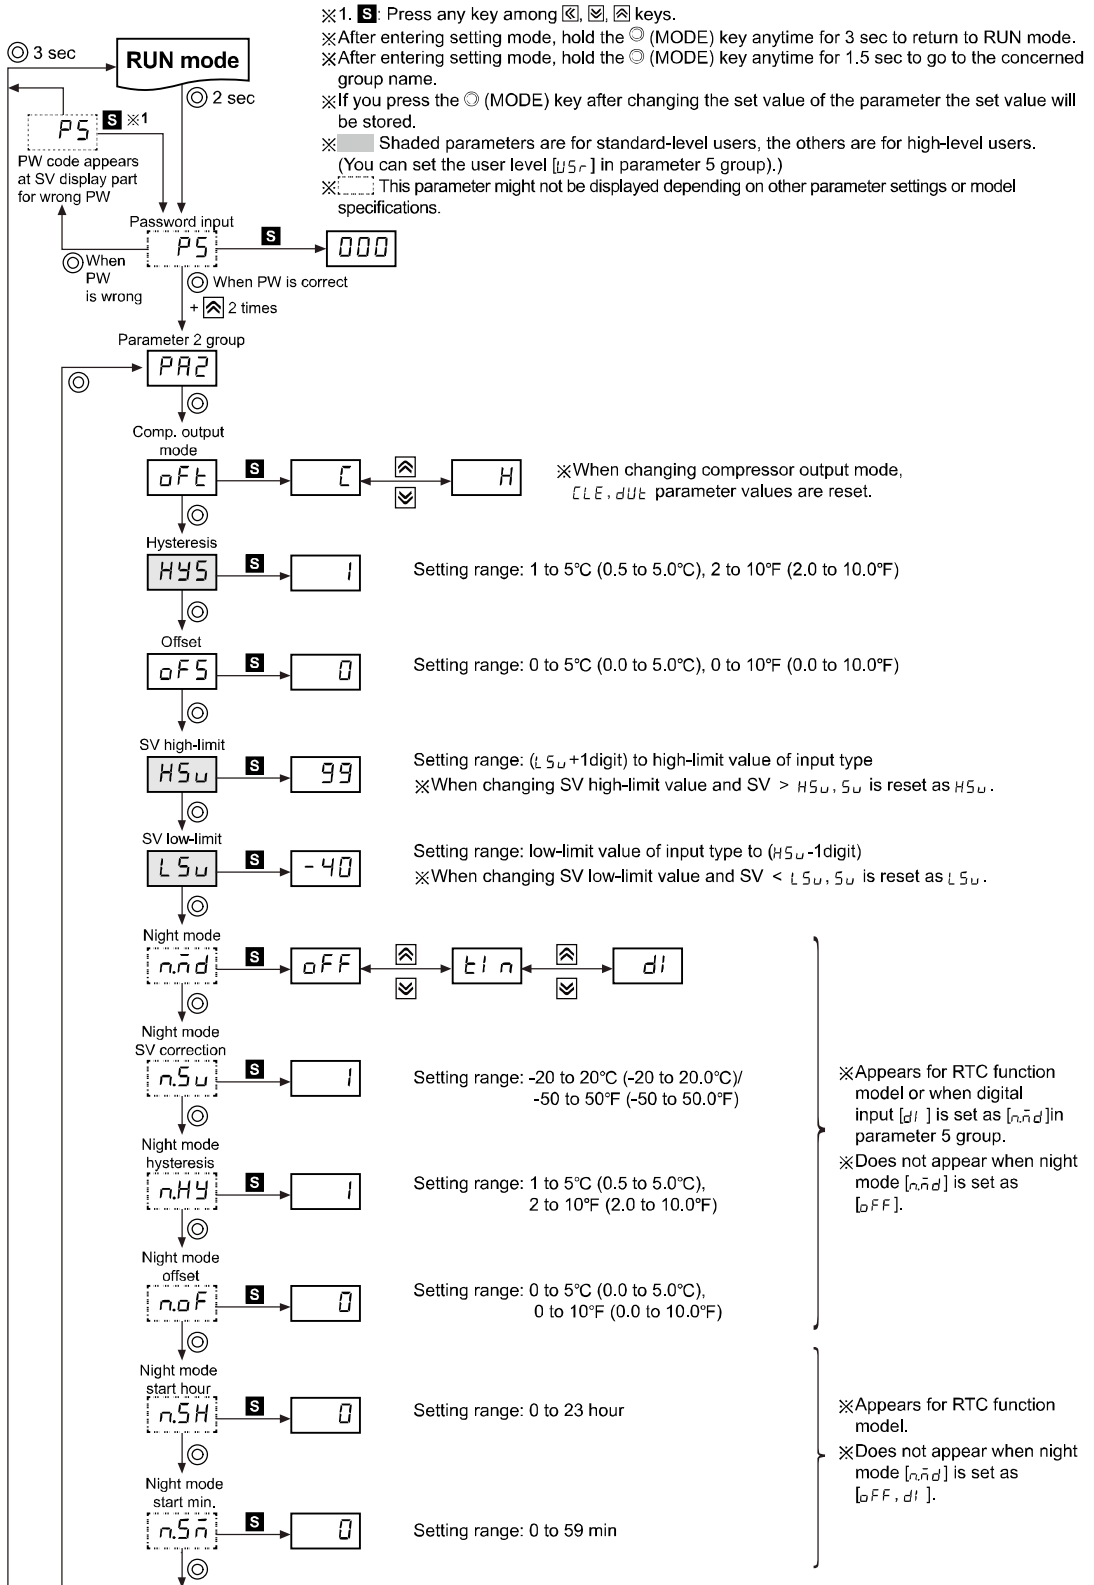 ※1. S: Press any key among ≪, ︾, ︽ keys.
※After entering setting mode, hold the ◎ (MODE) key anytime for 3 sec to return to RUN mode.
※After entering setting mode, hold the ◎ (MODE) key anytime for 1.5 sec to go to the concerned
group name.
※If you press the ◎ (MODE) key after changing the set value of the parameter the set value will
be stored.
※ Shaded parameters are for standard-level users, the others are for high-level users.
(You can set the user level [USr] in parameter 5 group).)
※ This parameter might not be displayed depending on other parameter settings or model
specifications.
◎ 3 sec
RUN mode
◎ 2 sec
PS
S ※1
PW code appears
at SV display part
for wrong PW
Password input
PS
S
000
◎ When
PW
is wrong
◎ When PW is correct
+ ︽ 2 times
Parameter 2 group
PA2
◎
◎
Comp. output
mode
oFt
S
C
︽
︾
H
※When changing compressor output mode,
CLE, dUt parameter values are reset.
◎
Hysteresis
HYS
S
1
Setting range: 1 to 5℃ (0.5 to 5.0℃), 2 to 10℉ (2.0 to 10.0℉)
◎
Offset
oFS
S
0
Setting range: 0 to 5℃ (0.0 to 5.0℃), 0 to 10℉ (0.0 to 10.0℉)
◎
SV high-limit
HSu
S
99
Setting range: (LSu+1digit) to high-limit value of input type
※When changing SV high-limit value and SV > HSu, Su is reset as HSu.
◎
SV low-limit
LSu
S
-40
Setting range: low-limit value of input type to (HSu-1digit)
※When changing SV low-limit value and SV < LSu, Su is reset as LSu.
◎
Night mode
n.n̄d
S
oFF
︽
︾
tIn
︽
︾
dI
◎
Night mode
SV correction
n.Su
S
1
Setting range: -20 to 20℃ (-20 to 20.0℃)/
-50 to 50℉ (-50 to 50.0℉)
◎
Night mode
hysteresis
n.HY
S
1
Setting range: 1 to 5℃ (0.5 to 5.0℃),
2 to 10℉ (2.0 to 10.0℉)
◎
Night mode
offset
n.oF
S
0
Setting range: 0 to 5℃ (0.0 to 5.0℃),
0 to 10℉ (0.0 to 10.0℉)
※Appears for RTC function
model or when digital
input [dI ] is set as [n.n̄d]in
parameter 5 group.
※Does not appear when night
mode [n.n̄d] is set as
[oFF].
◎
Night mode
start hour
n.SH
S
0
Setting range: 0 to 23 hour
◎
Night mode
start min.
n.Sn̄
S
0
Setting range: 0 to 59 min
◎
※Appears for RTC function
model.
※Does not appear when night
mode [n.n̄d] is set as
[oFF, dI ].